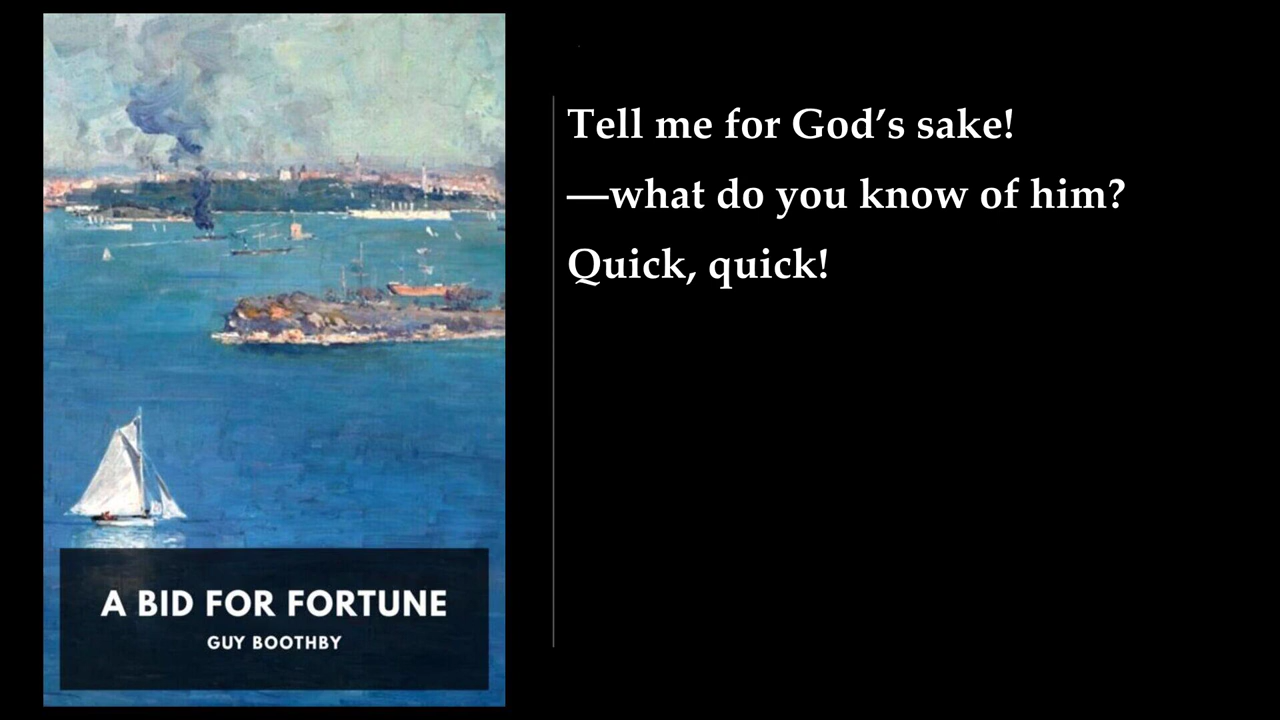 A BID FOR FORTUNE
GUY BOOTHBY
Tell me for God’s sake!
—what do you know of him?
Quick, quick!